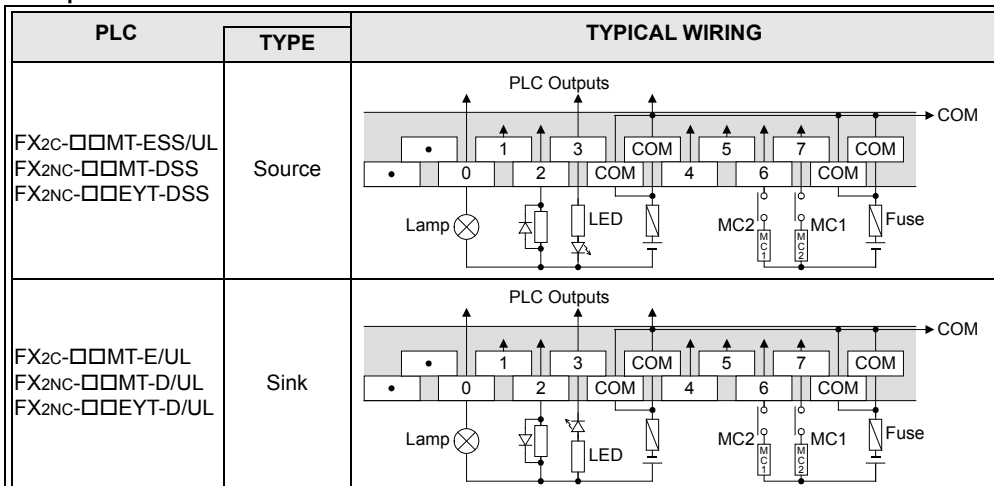 PLC TYPE TYPICAL WIRING
FX2C-□□MT-ESS/UL
FX2NC-□□MT-DSS
FX2NC-□□EYT-DSS
Source
PLC Outputs
COM
• 1 3 COM 5 7 COM
• 0 2 COM 4 6 COM
Lamp LED MC2 MC1 Fuse
MC1 MC2
FX2C-□□MT-E/UL
FX2NC-□□MT-D/UL
FX2NC-□□EYT-D/UL
Sink
PLC Outputs
COM
• 1 3 COM 5 7 COM
• 0 2 COM 4 6 COM
Lamp LED MC2 MC1 Fuse
MC1 MC2